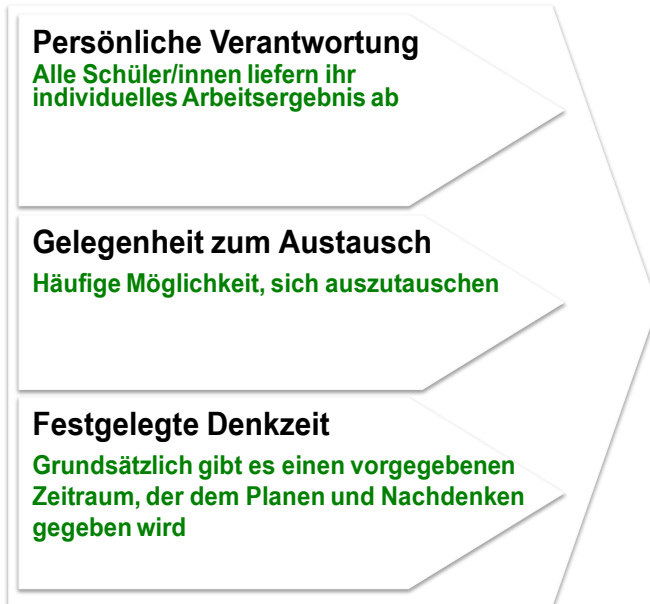 Persönliche Verantwortung
Alle Schüler/innen liefern ihr
individuelles Arbeitsergebnis ab
Gelegenheit zum Austausch
Häufige Möglichkeit, sich auszutauschen
Festgelegte Denkzeit
Grundsätzlich gibt es einen vorgegebenen
Zeitraum, der dem Planen und Nachdenken
gegeben wird